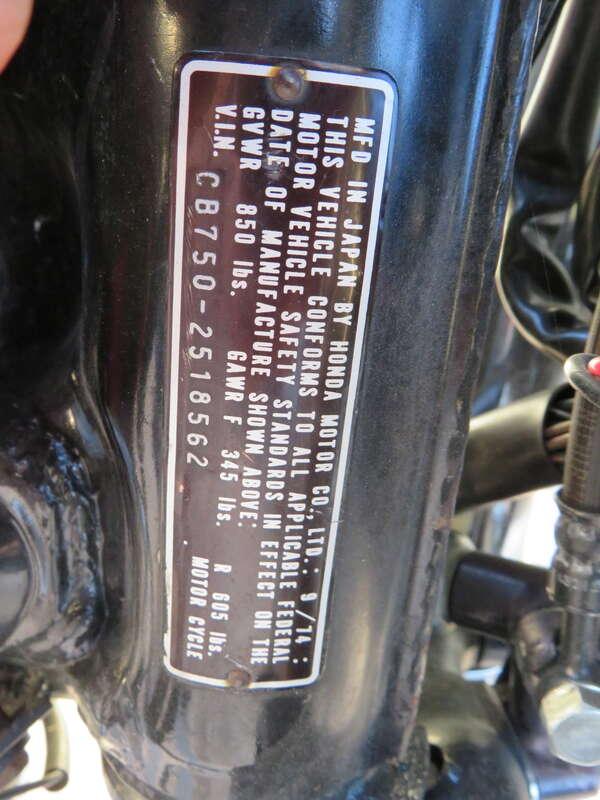 MFD IN JAPAN BY HONDA MOTOR CO., LTD.: 9 /74 :
THIS VEHICLE CONFORMS TO ALL APPLICABLE FEDERAL
MOTOR VEHICLE SAFETY STANDARDS IN EFFECT ON THE
DATE OF MANUFACTURE SHOWN ABOVE:
GVWR 850 lbs. GAWR F 345 lbs. R 605 lbs.
V.I.N. CB750-2518562 MOTOR CYCLE